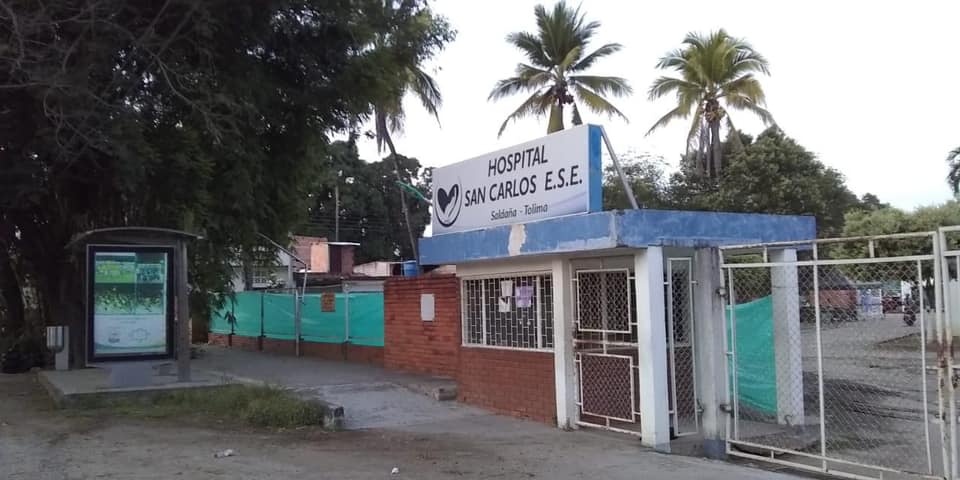 HOSPITAL
SAN CARLOS E.S.E.
Saldaña - Tolima